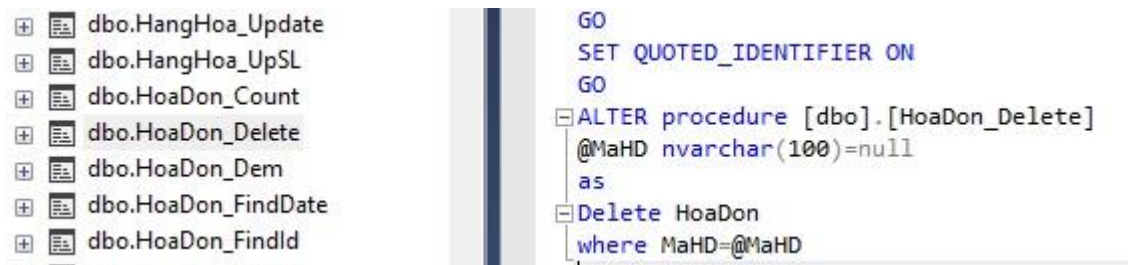 dbo.HangHoa_Update
dbo.HangHoa_UpSL
dbo.HoaDon_Count
dbo.HoaDon_Delete
dbo.HoaDon_Dem
dbo.HoaDon_FindDate
dbo.HoaDon_FindId
GO
SET QUOTED_IDENTIFIER ON
GO
ALTER procedure [dbo].[HoaDon_Delete]
@MaHD nvarchar(100)=null
as
Delete HoaDon
where MaHD=@MaHD